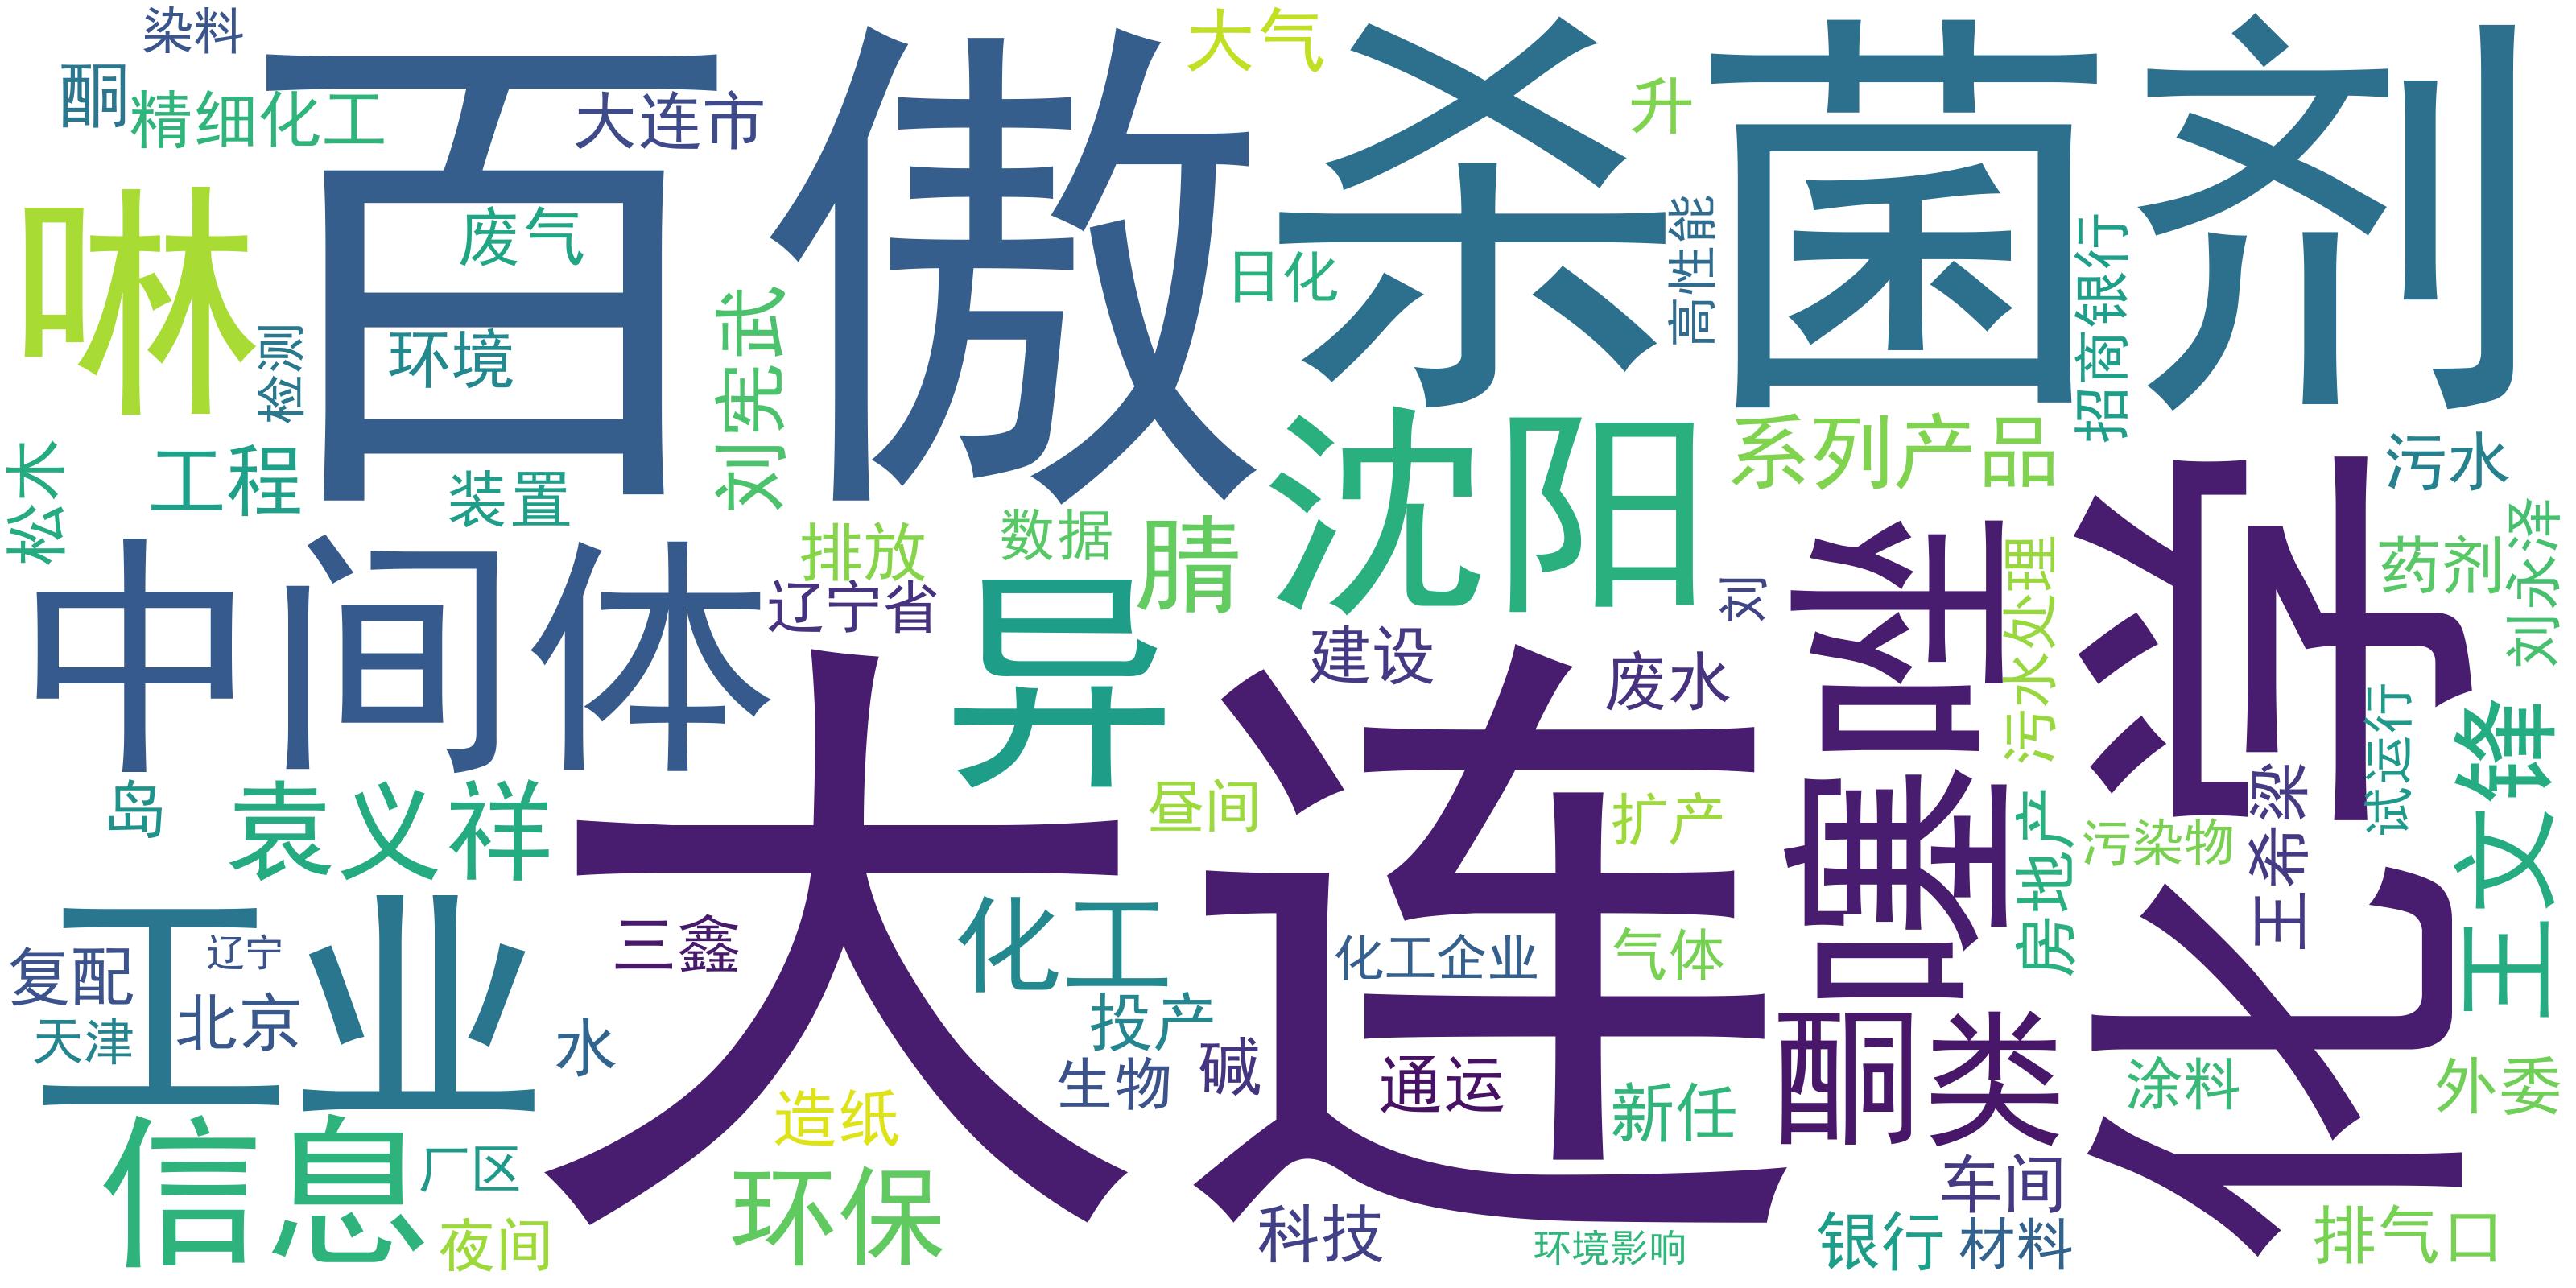 染料
百傲
大气
杀菌剂
升
酮
精细化工
大连市
啉
废气
日化
高性能
招商银行
检测
环境
刘宪武
沈阳
系列产品
污水
松木
工程
装置
排放
数据
腈
药剂
刘永泽
中间体
辽宁省
异
建设
刘
噻唑
污水处理
化学
废水
试运行
王文锋
岛
袁义祥
大连
昼间
扩产
房地产
污染物
王希梁
工业
三鑫
化工
化工企业
气体
复配
辽宁
北京
天津
水
投产
生物
碱
通运
新任
酮类
涂料
外委
信息
厂区
造纸
环保
夜间
科技
环境影响
车间
银行
材料
排气口